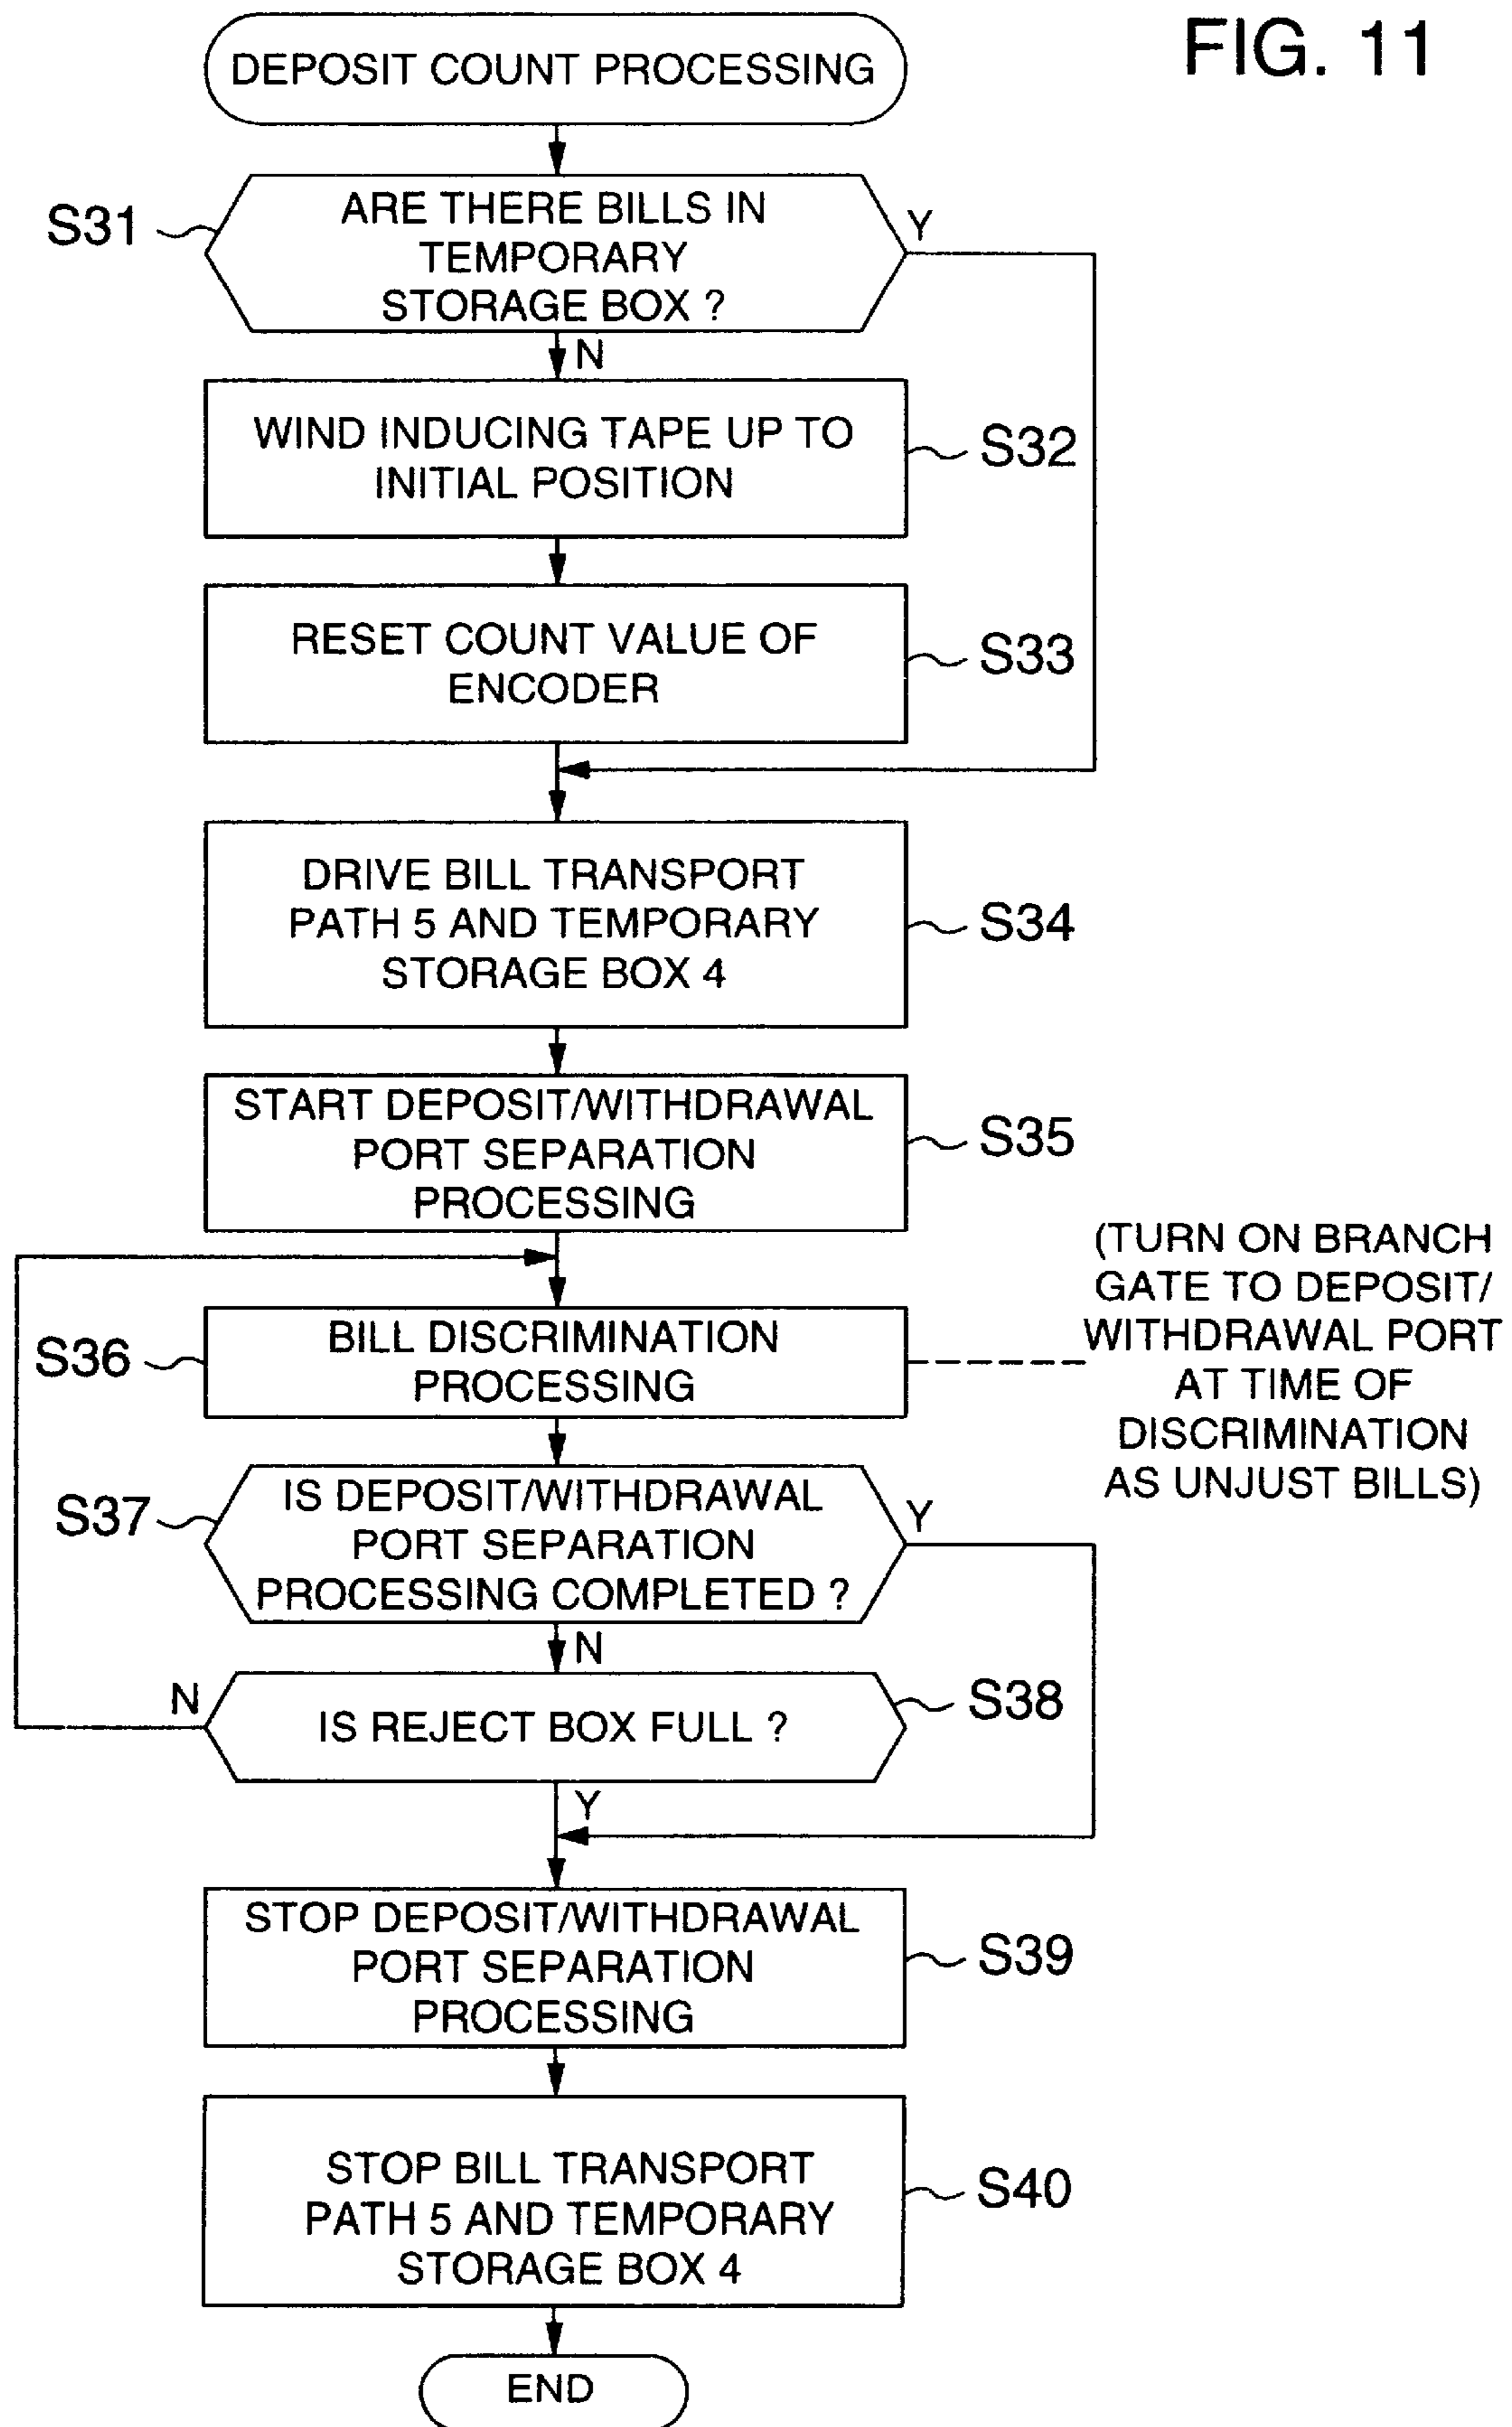 FIG. 11
DEPOSIT COUNT PROCESSING
S31
ARE THERE BILLS IN
TEMPORARY
STORAGE BOX ?
Y
N
WIND INDUCING TAPE UP TO
INITIAL POSITION
S32
RESET COUNT VALUE OF
ENCODER
S33
DRIVE BILL TRANSPORT
PATH 5 AND TEMPORARY
STORAGE BOX 4
S34
START DEPOSIT/WITHDRAWAL
PORT SEPARATION
PROCESSING
S35
S36
BILL DISCRIMINATION
PROCESSING
(TURN ON BRANCH
GATE TO DEPOSIT/
WITHDRAWAL PORT
AT TIME OF
DISCRIMINATION
AS UNJUST BILLS)
S37
IS DEPOSIT/WITHDRAWAL
PORT SEPARATION
PROCESSING COMPLETED ?
Y
N
N
IS REJECT BOX FULL ?
S38
Y
STOP DEPOSIT/WITHDRAWAL
PORT SEPARATION
PROCESSING
S39
STOP BILL TRANSPORT
PATH 5 AND TEMPORARY
STORAGE BOX 4
S40
END